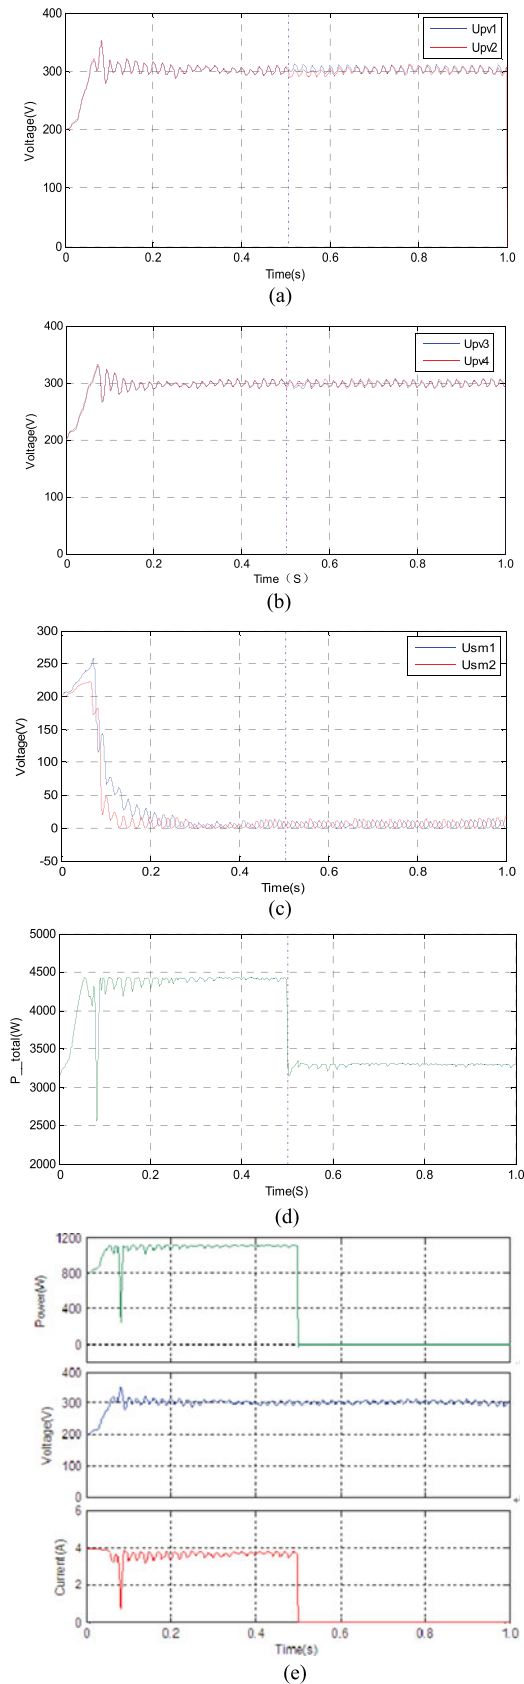 400
Upv1
Upv2
300
200
100
0
Voltage(V)
0 0.2 0.4 0.6 0.8 1.0
Time(s)
(a)
400
Upv3
Upv4
300
200
100
0
Voltage(V)
0 0.2 0.4 0.6 0.8 1.0
Time（S）
(b)
300
Usm1
Usm2
250
200
150
100
50
0
-50
Voltage(V)
0 0.2 0.4 0.6 0.8 1.0
Time(s)
(c)
5000
4500
4000
3500
3000
2500
2000
P__total(W)
0 0.2 0.4 0.6 0.8 1.0
Time(S)
(d)
1200
800
400
0
Power(W)
400
300
200
100
0
Voltage(V)
6
4
2
0
Current(A)
0 0.2 0.4 0.6 0.8 1.0
Time(s)
(e)